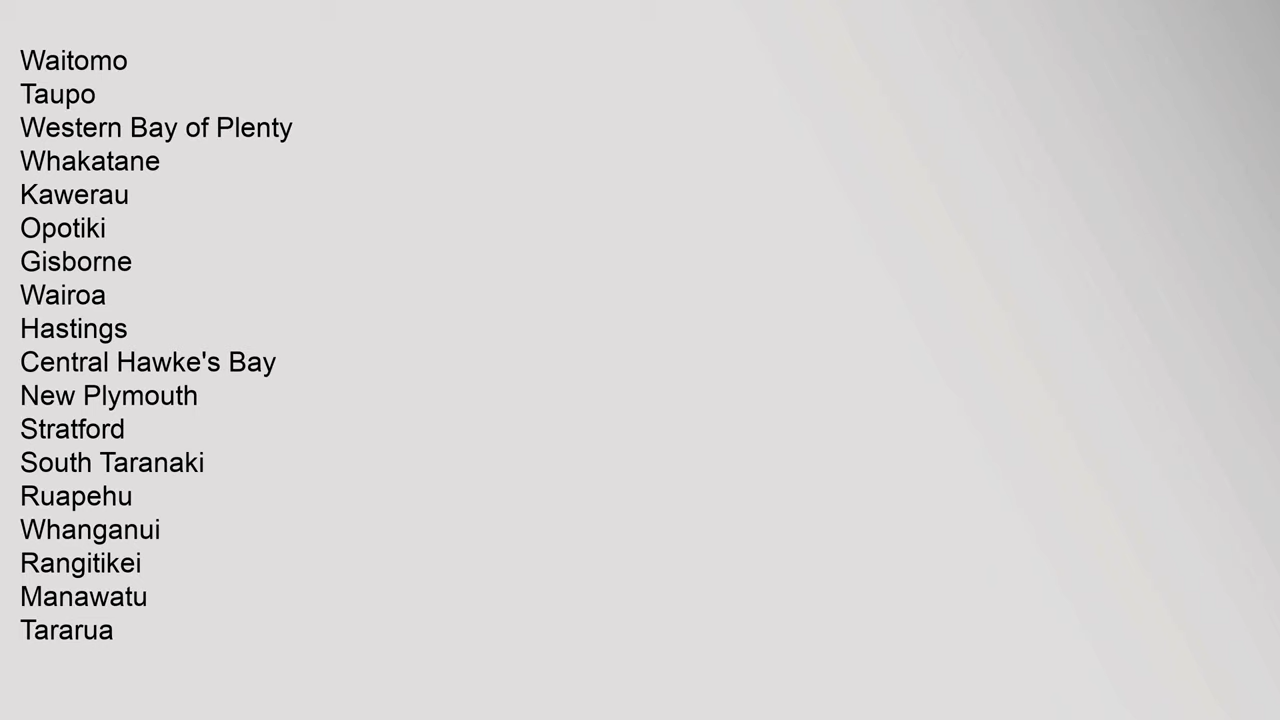 Waitomo
Taupo
Western Bay of Plenty
Whakatane
Kawerau
Opotiki
Gisborne
Wairoa
Hastings
Central Hawke's Bay
New Plymouth
Stratford
South Taranaki
Ruapehu
Whanganui
Rangitikei
Manawatu
Tararua